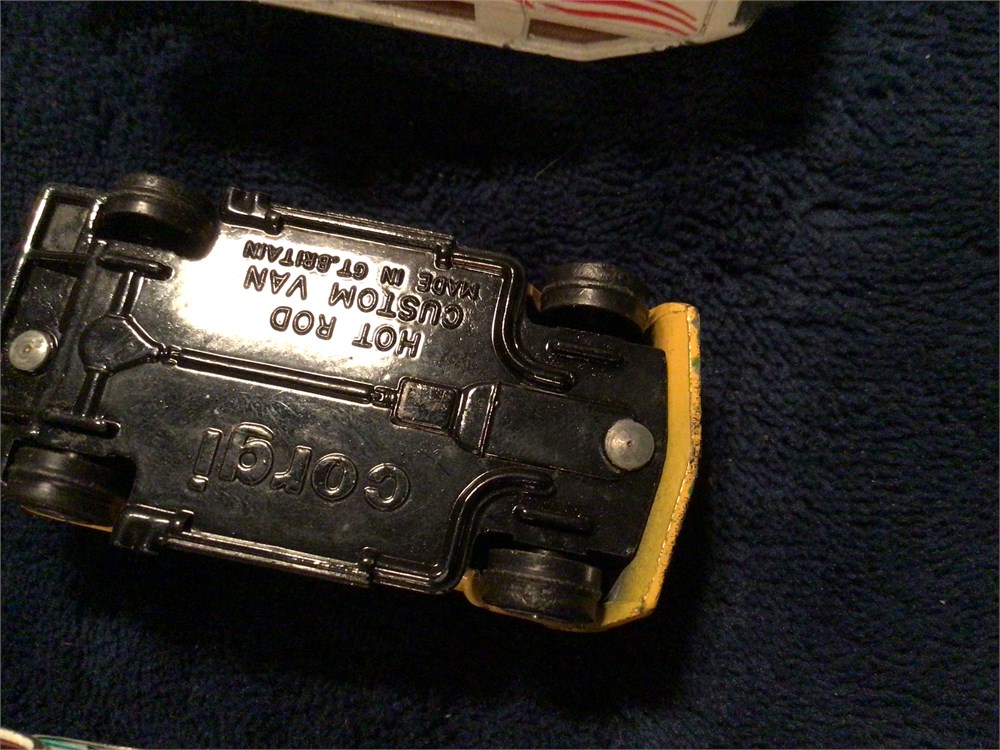 corgi
HOT ROD
CUSTOM VAN
MADE IN GT.BRITAIN